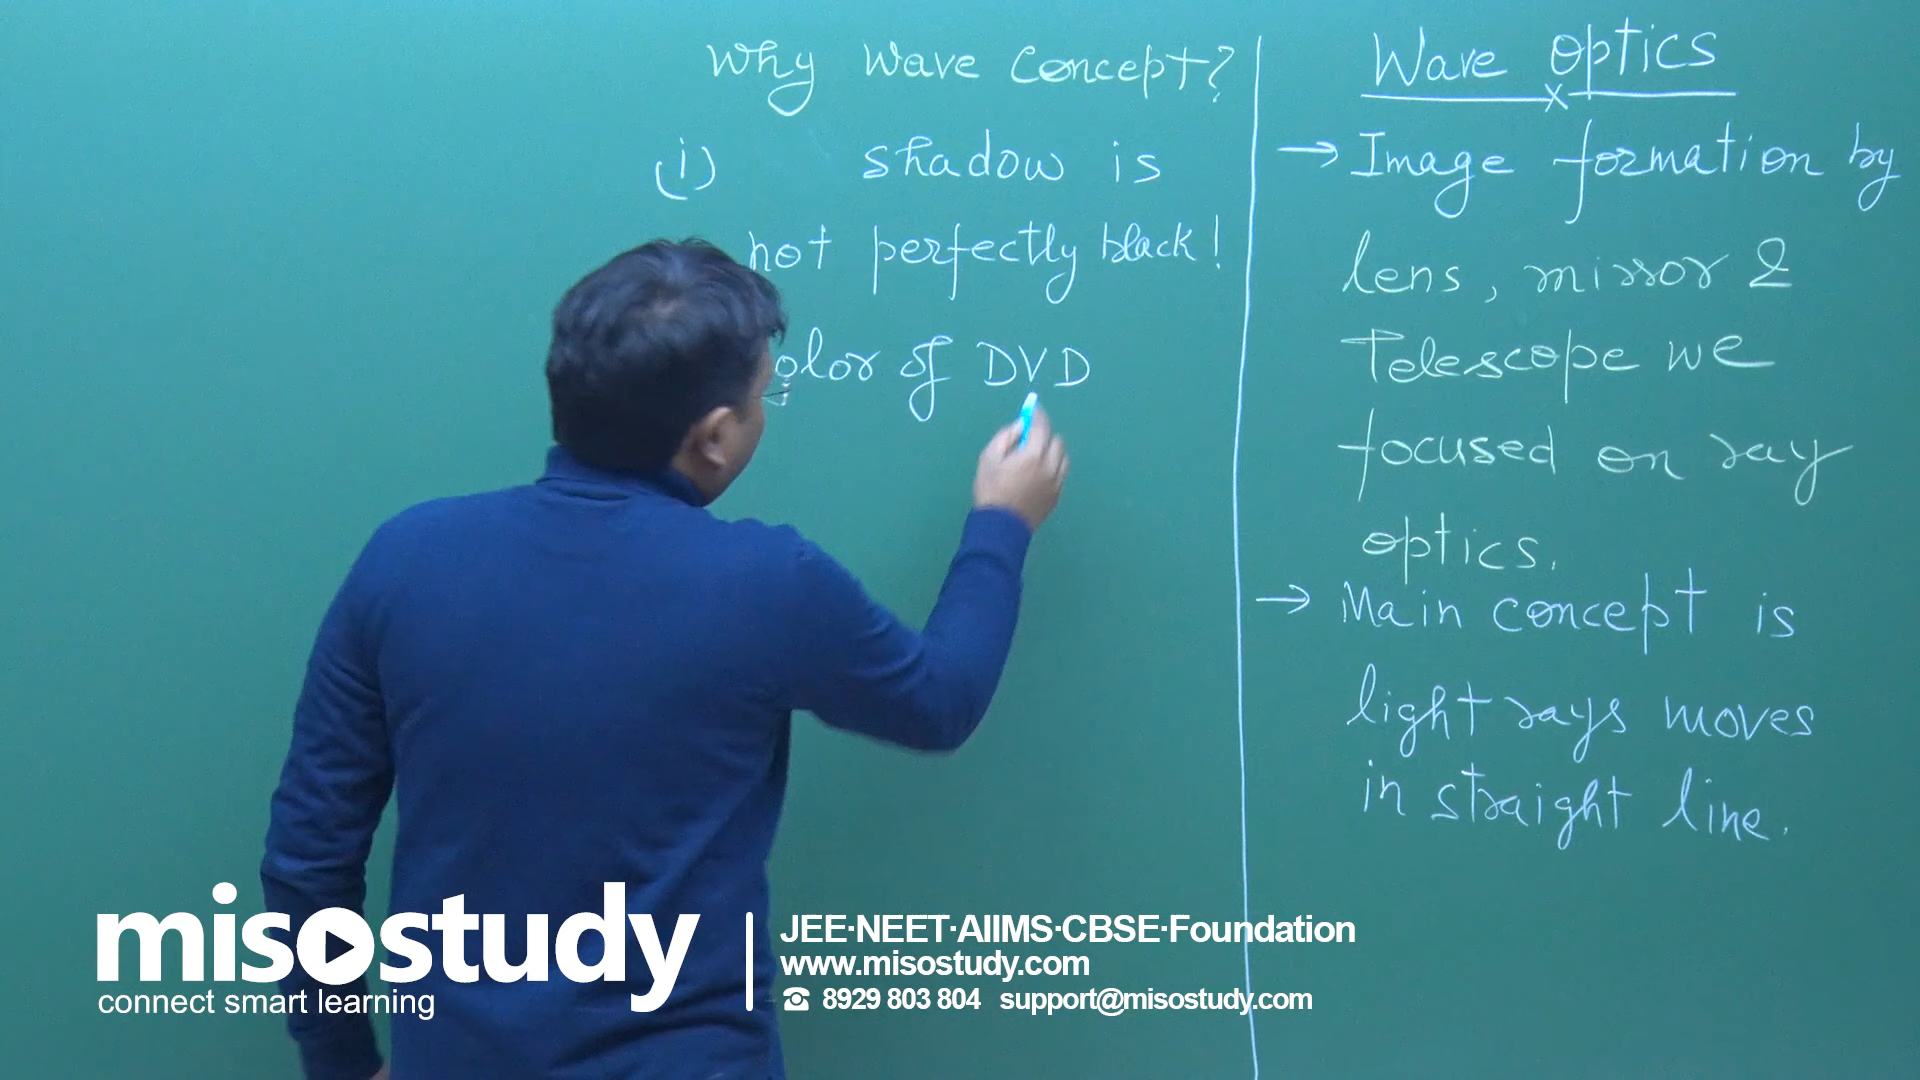 Why Wave Concept?
(i) shadow is
not perfectly black!
olor of DVD
Wave optics
→ Image formation by
lens, mirror &
Telescope we
focused on ray
optics.
→ Main concept is
light rays moves
in straight line.
misostudy
connect smart learning
JEE·NEET·AIIMS·CBSE·Foundation
www.misostudy.com
☎ 8929 803 804 support@misostudy.com